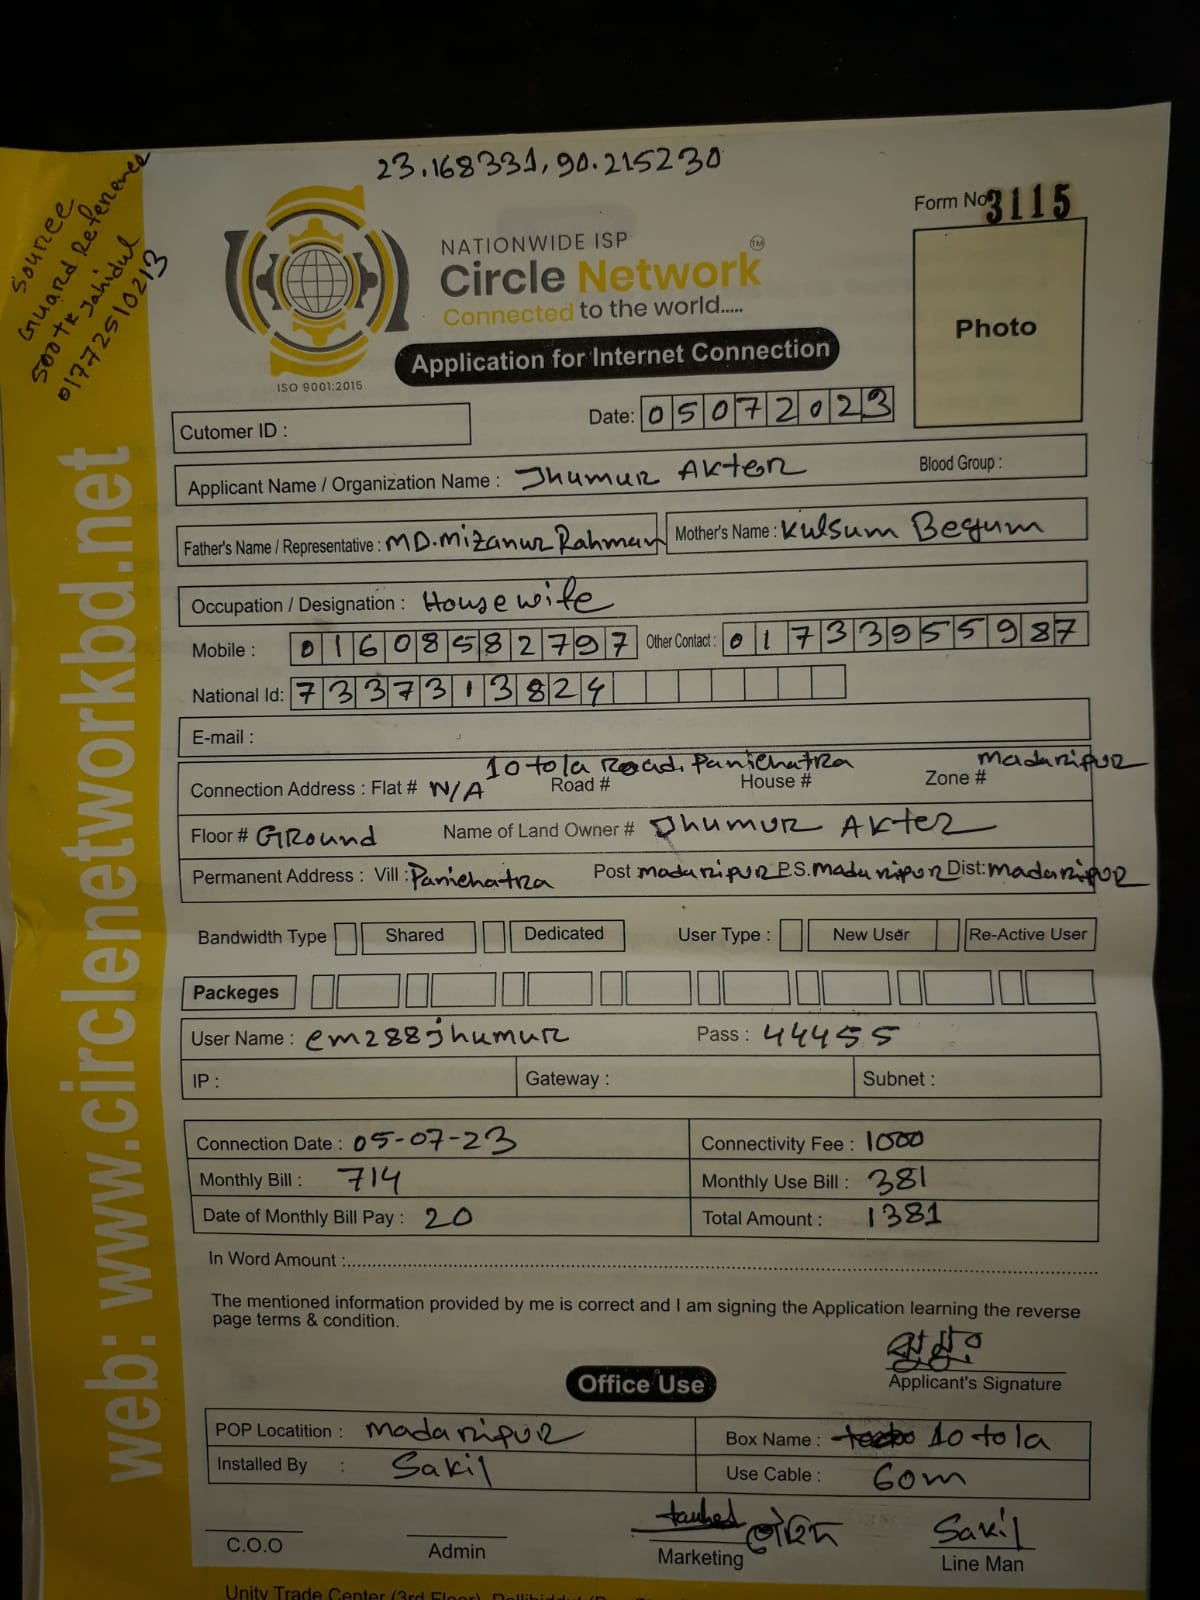 23.168331, 90.215230
Source
Guard Reference
500tk Jahidul
01772510213
Form No 3115
NATIONWIDE ISP
Circle Network TM
Connected to the world.....
ISO 9001:2015
Application for Internet Connection
Photo
Cutomer ID :
Date: 05072023
Applicant Name / Organization Name : Jhumur Akter Blood Group :
Father's Name / Representative : MD. Mizanur Rahman Mother's Name : Kulsum Begum
Occupation / Designation : Housewife
Mobile : 01608582797 Other Contact : 01733955987
National Id: 7337313824
E-mail :
10 tola Road, Panichatra Madaripur
Connection Address : Flat # N/A Road # House # Zone #
Floor # Ground Name of Land Owner # Jhumur Akter
Permanent Address : Vill : Panichatra Post Madaripur P.S. Madaripur Dist: Madaripur
Bandwidth Type Shared Dedicated User Type : New User Re-Active User
Packeges
User Name : em288jhumur Pass : 44455
IP : Gateway : Subnet :
Connection Date : 05-07-23 Connectivity Fee : 1000
Monthly Bill : 714 Monthly Use Bill : 381
Date of Monthly Bill Pay : 20 Total Amount : 1381
In Word Amount :
The mentioned information provided by me is correct and I am signing the Application learning the reverse
page terms & condition.
ঝুমুর
Applicant's Signature
Office Use
POP Locatition : Madaripur Box Name : 10 tola
Installed By : Sakil Use Cable : 60m
C.O.O
Admin
Marketing
Sakil
Line Man
web: www.circlenetworkbd.net
Unity Trade Center (3rd Floor),